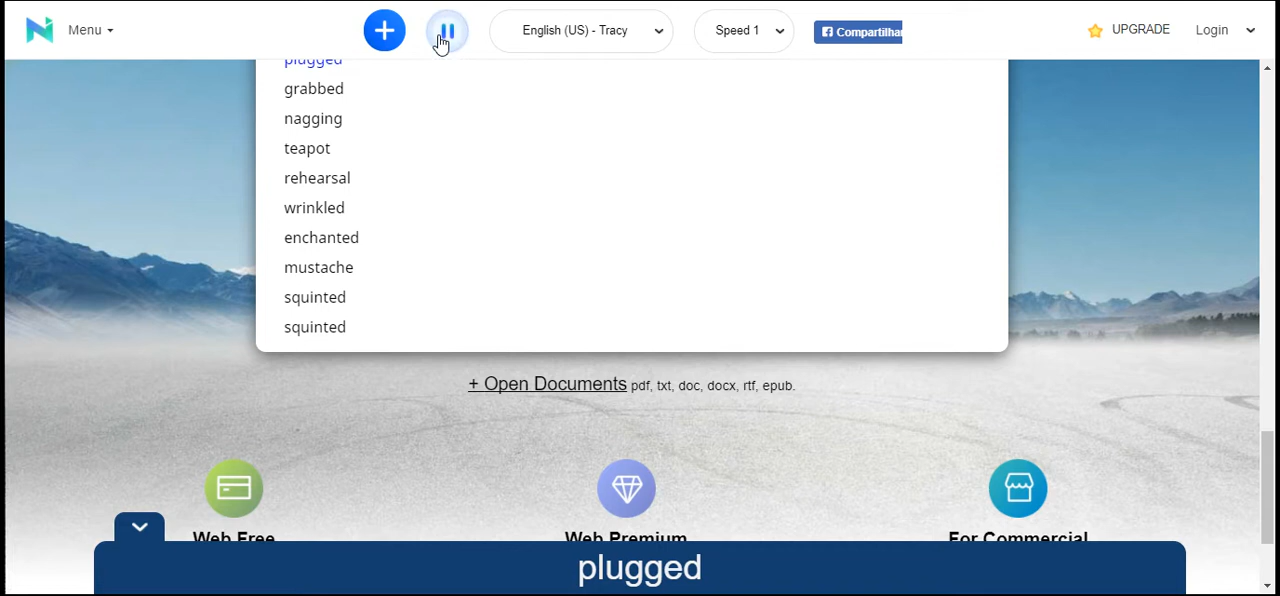 Menu
English (US) - Tracy
Speed 1
Compartilhar
UPGRADE
Login
plugged
grabbed
nagging
teapot
rehearsal
wrinkled
enchanted
mustache
squinted
squinted
+ Open Documents pdf, txt, doc, docx, rtf, epub.
Web Free
Web Premium
For Commercial
plugged